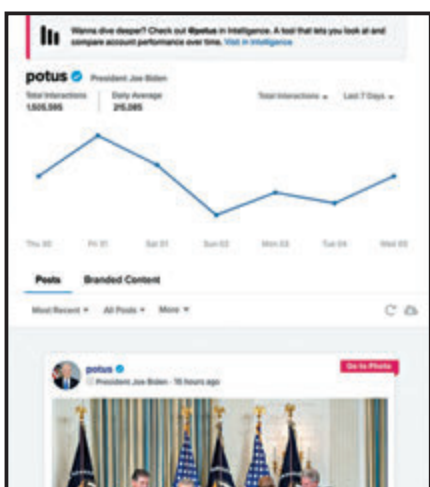 Wanna dive deeper? Check out @potus in Intelligence. A tool that lets you look at and
compare account performance over time. Visit in Intelligence
potus
President Joe Biden
Total Interactions
1,505,595
Daily Average
215,085
Total Interactions
Last 7 Days
Thu 30
Fri 31
Sat 01
Sun 02
Mon 03
Tue 04
Wed 05
Posts
Branded Content
Most Recent
All Posts
More
Go to Photo
potus
President Joe Biden - 16 hours ago